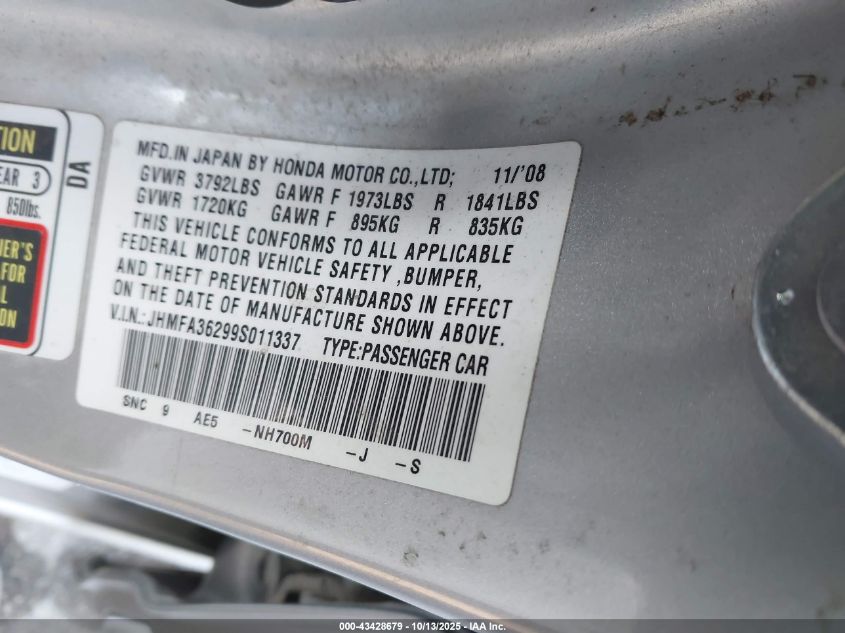 TION
EAR 3
850lbs.
IER'S
FOR
L
ON
DA
MFD.IN JAPAN BY HONDA MOTOR CO.,LTD; 11/'08
GVWR 3792LBS GAWR F 1973LBS R 1841LBS
GVWR 1720KG GAWR F 895KG R 835KG
THIS VEHICLE CONFORMS TO ALL APPLICABLE
FEDERAL MOTOR VEHICLE SAFETY ,BUMPER,
AND THEFT PREVENTION STANDARDS IN EFFECT
ON THE DATE OF MANUFACTURE SHOWN ABOVE.
V.I.N.: JHMFA36299S011337 TYPE:PASSENGER CAR
SNC 9 AE5 -NH700M -J -S
000-43428679 | 10/13/2025 - IAA Inc.